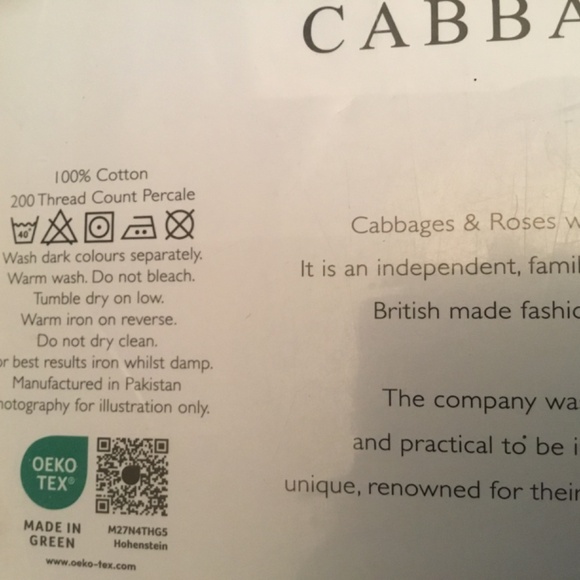 CABBA
100% Cotton
200 Thread Count Percale
40°
Wash dark colours separately.
Warm wash. Do not bleach.
Tumble dry on low.
Warm iron on reverse.
Do not dry clean.
or best results iron whilst damp.
Manufactured in Pakistan
hotography for illustration only.
OEKO
TEX®
MADE IN
GREEN
M27N4THG5
Hohenstein
www.oeko-tex.com
Cabbages & Roses w
It is an independent, famil
British made fashio
The company wa
and practical to be i
unique, renowned for their